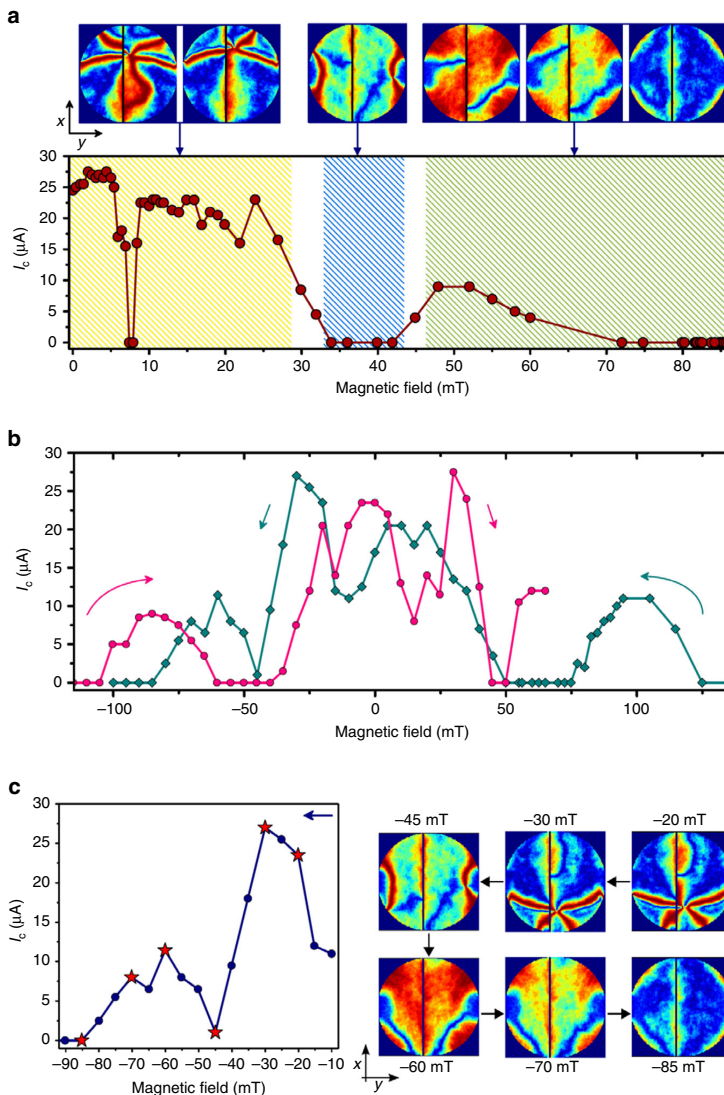 a
x
y
30
25
20
15
10
5
0
I_c (μA)
0 10 20 30 40 50 60 70 80
Magnetic field (mT)
b
30
25
20
15
10
5
0
I_c (μA)
−100 −50 0 50 100
Magnetic field (mT)
c
30
25
20
15
10
5
0
I_c (μA)
−90 −80 −70 −60 −50 −40 −30 −20 −10
Magnetic field (mT)
−45 mT −30 mT −20 mT
−60 mT −70 mT −85 mT
x
y